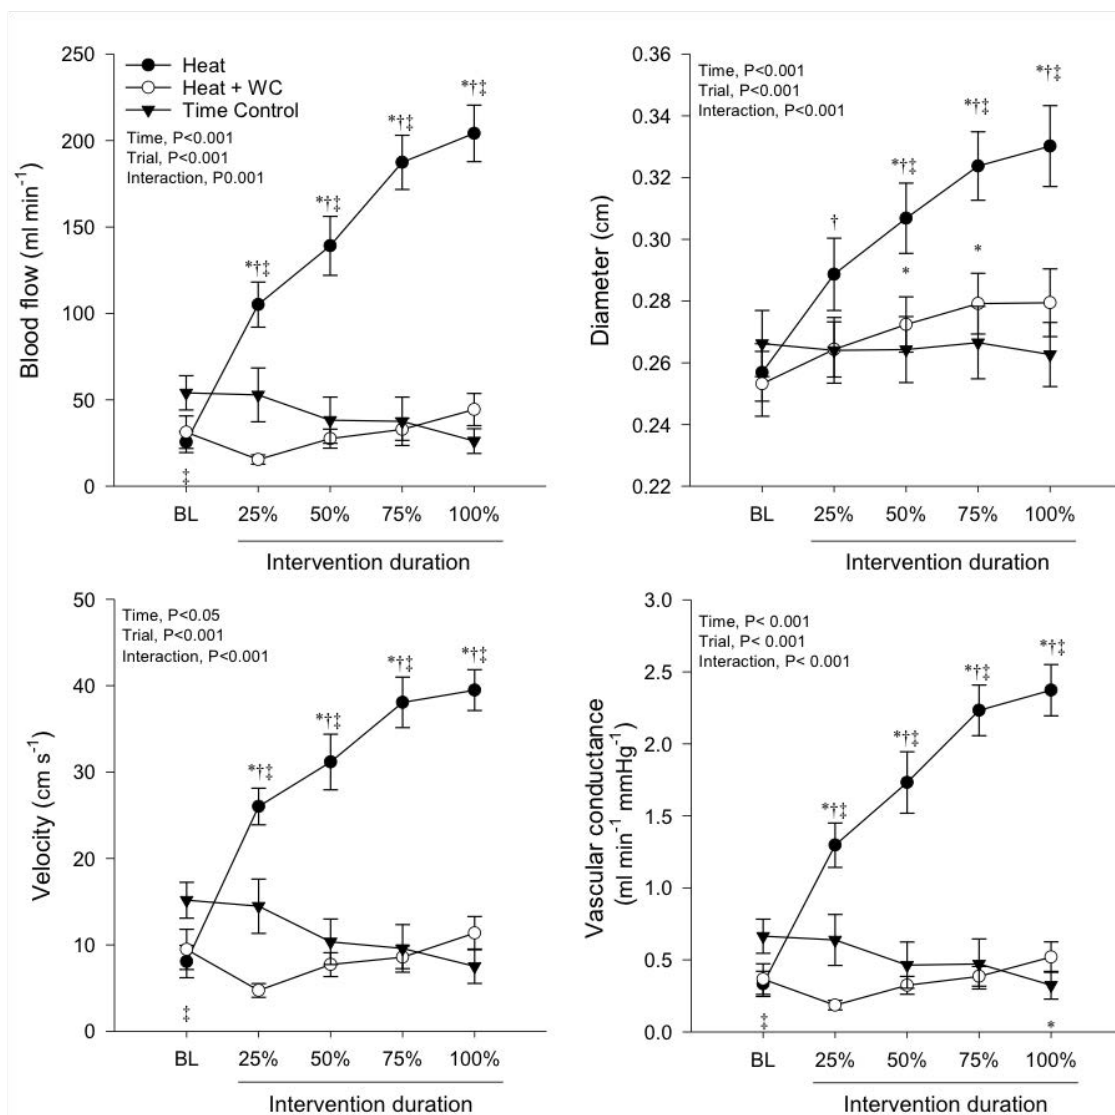 250
200
150
100
50
0
Blood flow (ml min⁻¹)
Heat
Heat + WC
Time Control
Time, P<0.001
Trial, P<0.001
Interaction, P0.001
*†‡
*†‡
*†‡
*†‡
‡
BL 25% 50% 75% 100%
Intervention duration
0.36
0.34
0.32
0.30
0.28
0.26
0.24
0.22
Diameter (cm)
Time, P<0.001
Trial, P<0.001
Interaction, P<0.001
*†‡
*†‡
*†‡
†
*
*
BL 25% 50% 75% 100%
Intervention duration
50
40
30
20
10
0
Velocity (cm s⁻¹)
Time, P<0.05
Trial, P<0.001
Interaction, P<0.001
*†‡
*†‡
*†‡
*†‡
‡
BL 25% 50% 75% 100%
Intervention duration
3.0
2.5
2.0
1.5
1.0
0.5
0.0
Vascular conductance
(ml min⁻¹ mmHg⁻¹)
Time, P< 0.001
Trial, P< 0.001
Interaction, P< 0.001
*†‡
*†‡
*†‡
*†‡
‡
*
BL 25% 50% 75% 100%
Intervention duration